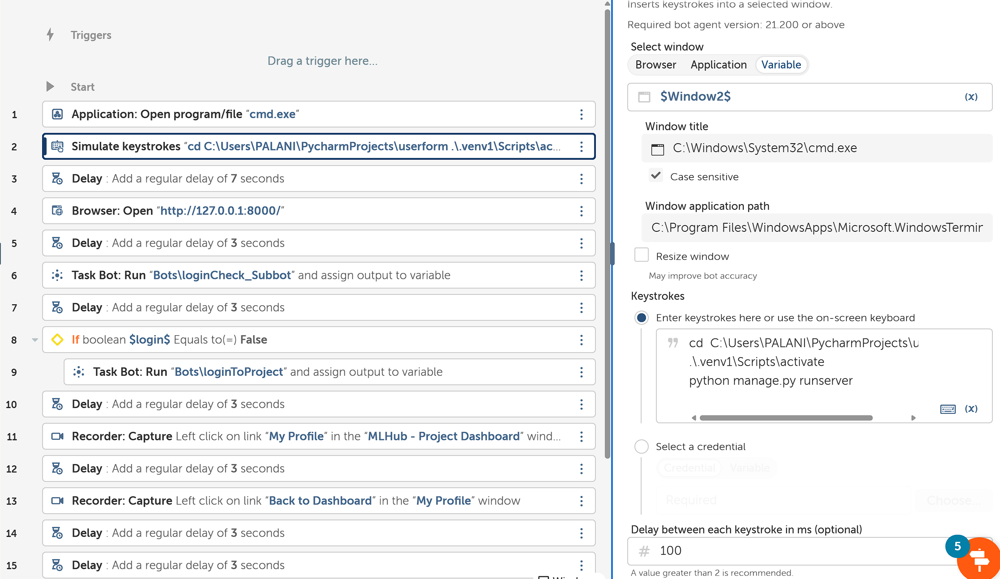 Triggers
Drag a trigger here...
Start
1 Application: Open program/file “cmd.exe”
2 Simulate keystrokes “cd C:\Users\PALANI\PycharmProjects\userform .\.venv1\Scripts\ac...
3 Delay : Add a regular delay of 7 seconds
4 Browser: Open “http://127.0.0.1:8000/”
5 Delay : Add a regular delay of 3 seconds
6 Task Bot: Run “Bots\loginCheck_Subbot” and assign output to variable
7 Delay : Add a regular delay of 3 seconds
8 If boolean $login$ Equals to(=) False
9 Task Bot: Run “Bots\loginToProject” and assign output to variable
10 Delay : Add a regular delay of 3 seconds
11 Recorder: Capture Left click on link “My Profile” in the “MLHub - Project Dashboard” wind...
12 Delay : Add a regular delay of 3 seconds
13 Recorder: Capture Left click on link “Back to Dashboard” in the “My Profile” window
14 Delay : Add a regular delay of 3 seconds
15 Delay : Add a regular delay of 3 seconds
Inserts keystrokes into a selected window.
Required bot agent version: 21.200 or above
Select window
Browser Application Variable
$Window2$ (x)
Window title
C:\Windows\System32\cmd.exe
Case sensitive
Window application path
C:\Program Files\WindowsApps\Microsoft.WindowsTermin
Resize window
May improve bot accuracy
Keystrokes
Enter keystrokes here or use the on-screen keyboard
cd  C:\Users\PALANI\PycharmProjects\u
.\.venv1\Scripts\activate
python manage.py runserver
(x)
Select a credential
Credential Variable
Required Choose...
Delay between each keystroke in ms (optional)
# 100
5
A value greater than 2 is recommended.